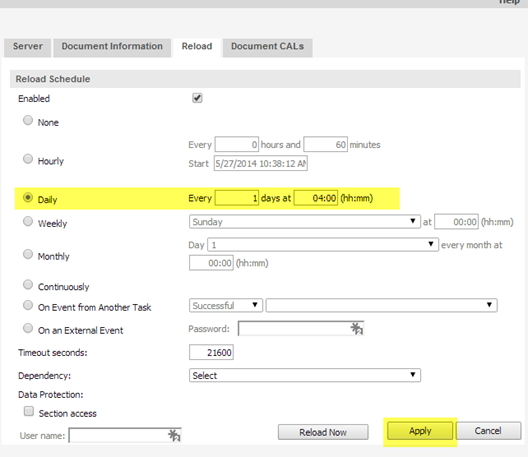 Help
Server Document Information Reload Document CALs
Reload Schedule
Enabled
None
Every 0 hours and 60 minutes
Hourly
Start 5/27/2014 10:38:12 AM
Daily Every 1 days at 04:00 (hh:mm)
Weekly Sunday at 00:00 (hh:mm)
Day 1 every month at
Monthly
00:00 (hh:mm)
Continuously
On Event from Another Task Successful
On an External Event Password:
Timeout seconds: 21600
Dependency: Select
Data Protection:
Section access
Reload Now Apply Cancel
User name: